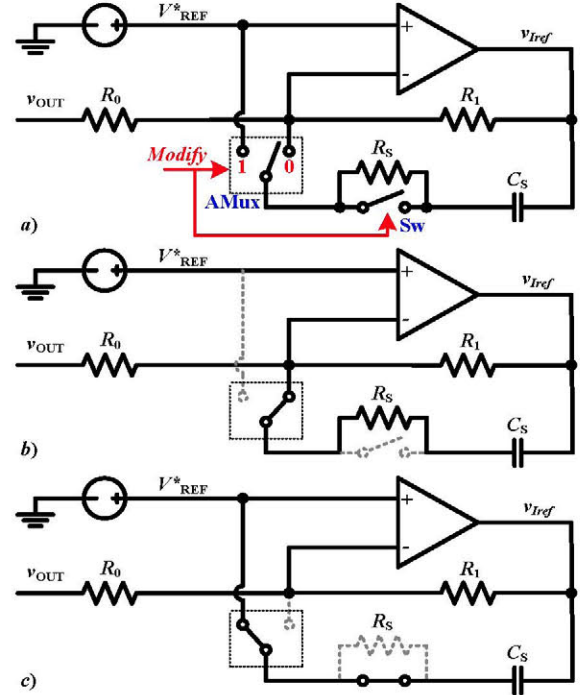 V*REF
+
vIref
-
vOUT
R0
R1
Modify
1
0
RS
AMux
CS
Sw
a)
V*REF
+
vIref
-
vOUT
R0
R1
RS
CS
b)
V*REF
+
vIref
-
vOUT
R0
R1
RS
CS
c)